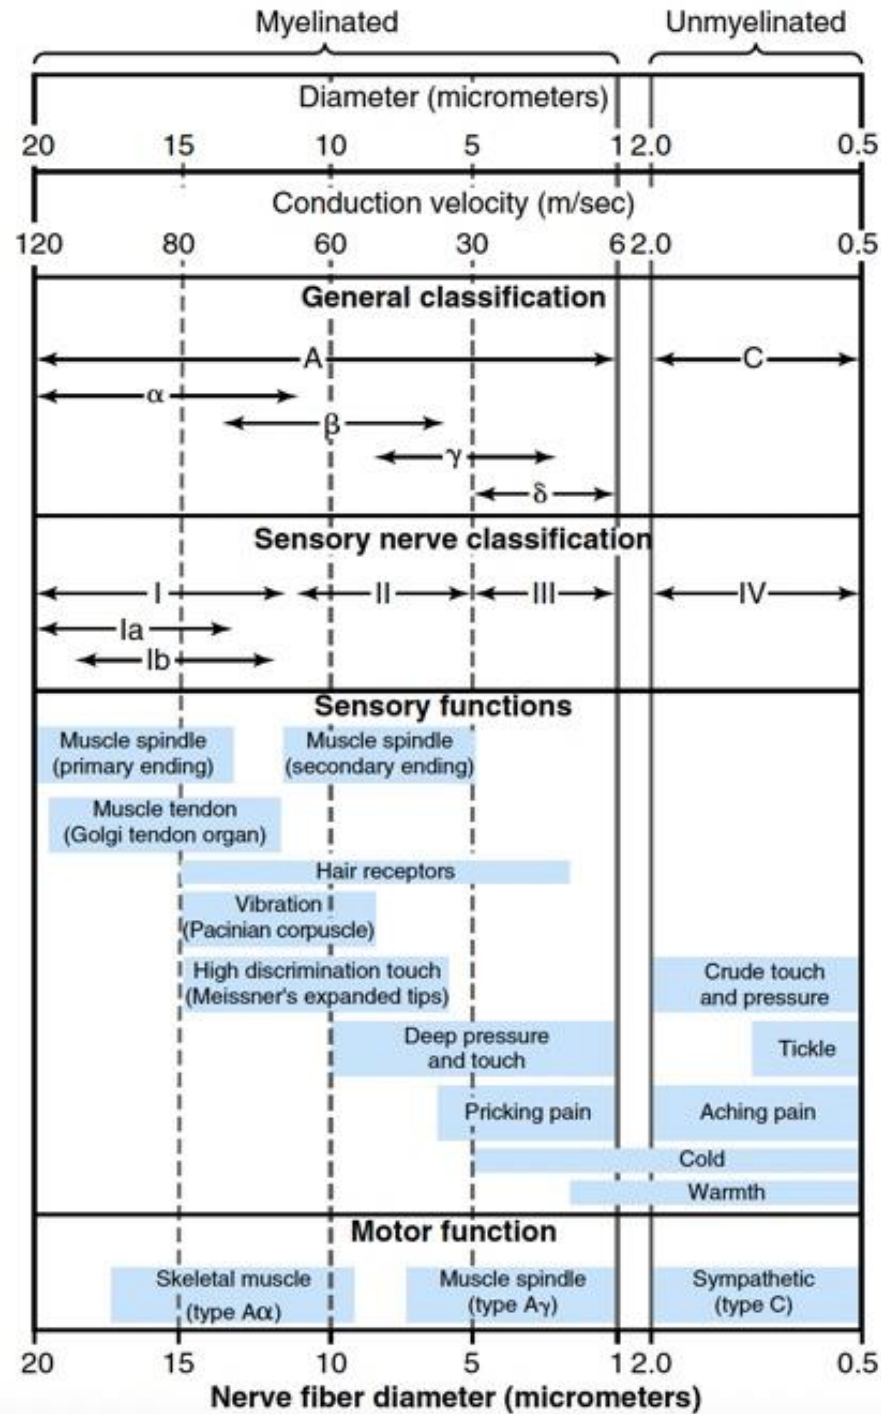 Myelinated Unmyelinated
Diameter (micrometers)
20 15 10 5 1 2.0 0.5
Conduction velocity (m/sec)
120 80 60 30 6 2.0 0.5
General classification
A C
α
β
γ
δ
Sensory nerve classification
I II III IV
Ia
Ib
Sensory functions
Muscle spindle
(primary ending)
Muscle spindle
(secondary ending)
Muscle tendon
(Golgi tendon organ)
Hair receptors
Vibration
(Pacinian corpuscle)
High discrimination touch
(Meissner's expanded tips)
Crude touch
and pressure
Deep pressure
and touch
Tickle
Pricking pain
Aching pain
Cold
Warmth
Motor function
Skeletal muscle
(type Aα)
Muscle spindle
(type Aγ)
Sympathetic
(type C)
20 15 10 5 1 2.0 0.5
Nerve fiber diameter (micrometers)